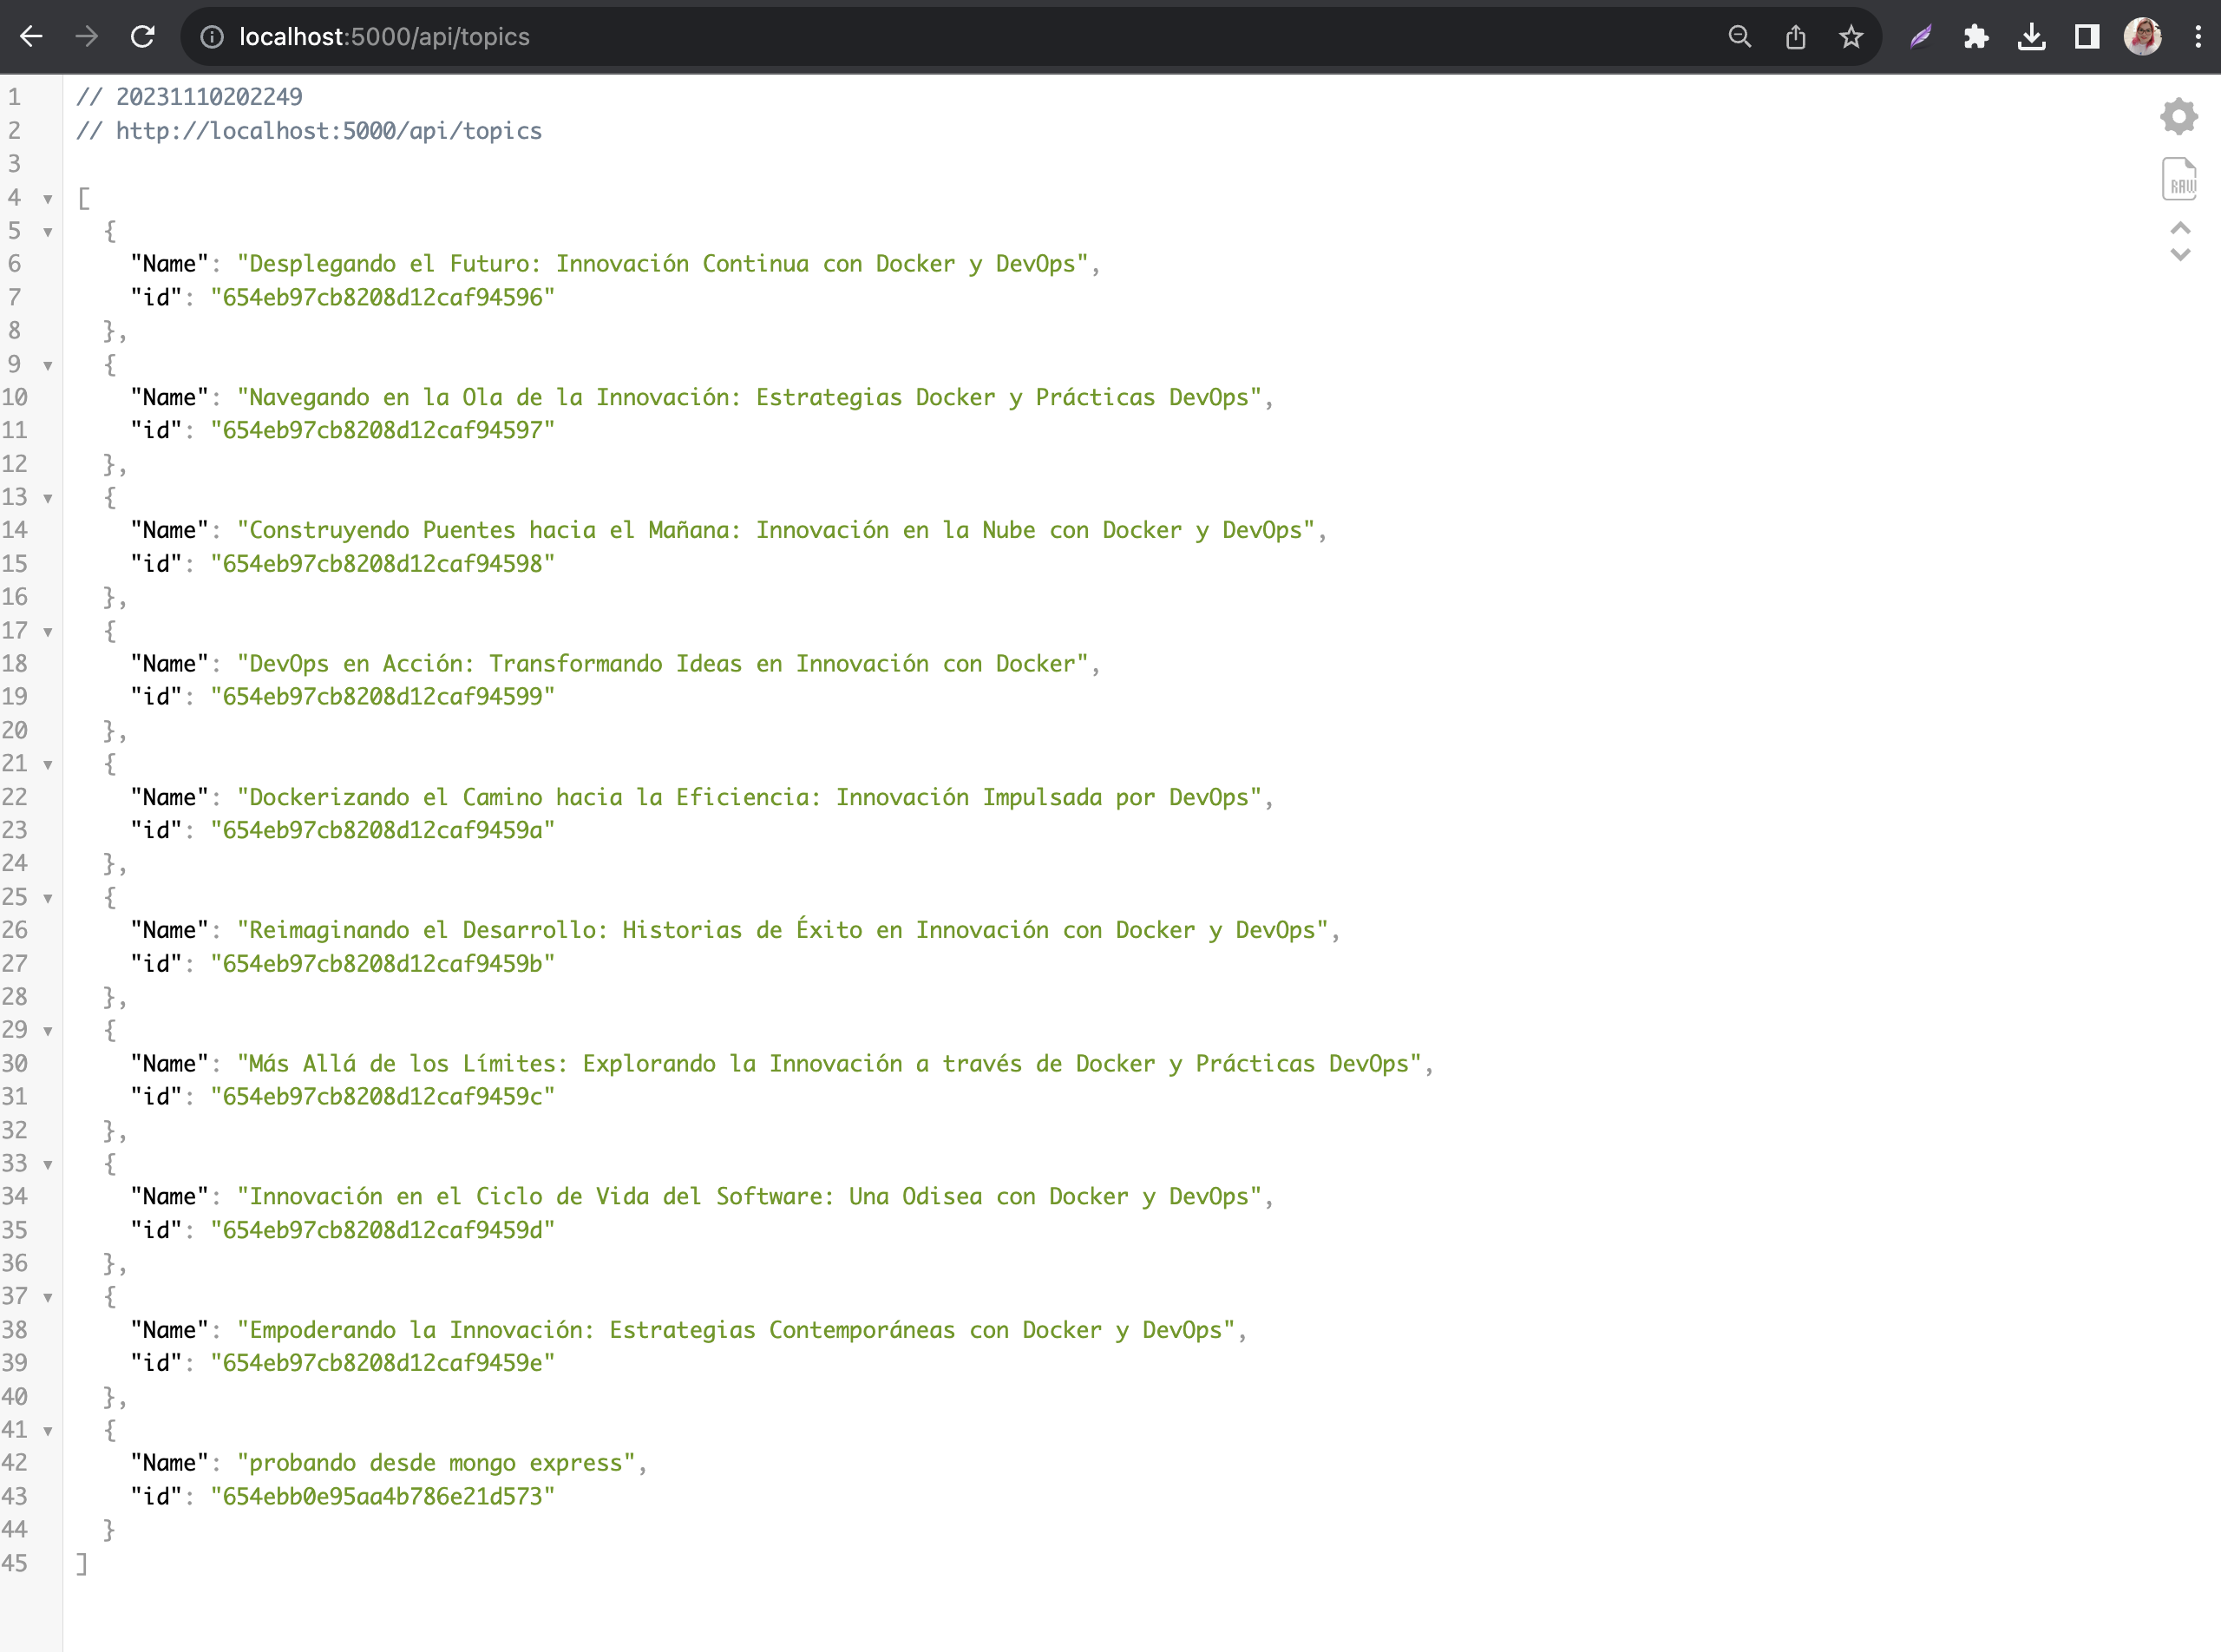 localhost:5000/api/topics
1 // 20231110202249
2 // http://localhost:5000/api/topics
3
4 [
5 {
6 "Name": "Desplegando el Futuro: Innovación Continua con Docker y DevOps",
7 "id": "654eb97cb8208d12caf94596"
8 },
9 {
10 "Name": "Navegando en la Ola de la Innovación: Estrategias Docker y Prácticas DevOps",
11 "id": "654eb97cb8208d12caf94597"
12 },
13 {
14 "Name": "Construyendo Puentes hacia el Mañana: Innovación en la Nube con Docker y DevOps",
15 "id": "654eb97cb8208d12caf94598"
16 },
17 {
18 "Name": "DevOps en Acción: Transformando Ideas en Innovación con Docker",
19 "id": "654eb97cb8208d12caf94599"
20 },
21 {
22 "Name": "Dockerizando el Camino hacia la Eficiencia: Innovación Impulsada por DevOps",
23 "id": "654eb97cb8208d12caf9459a"
24 },
25 {
26 "Name": "Reimaginando el Desarrollo: Historias de Éxito en Innovación con Docker y DevOps",
27 "id": "654eb97cb8208d12caf9459b"
28 },
29 {
30 "Name": "Más Allá de los Límites: Explorando la Innovación a través de Docker y Prácticas DevOps",
31 "id": "654eb97cb8208d12caf9459c"
32 },
33 {
34 "Name": "Innovación en el Ciclo de Vida del Software: Una Odisea con Docker y DevOps",
35 "id": "654eb97cb8208d12caf9459d"
36 },
37 {
38 "Name": "Empoderando la Innovación: Estrategias Contemporáneas con Docker y DevOps",
39 "id": "654eb97cb8208d12caf9459e"
40 },
41 {
42 "Name": "probando desde mongo express",
43 "id": "654ebb0e95aa4b786e21d573"
44 }
45 ]
RAW